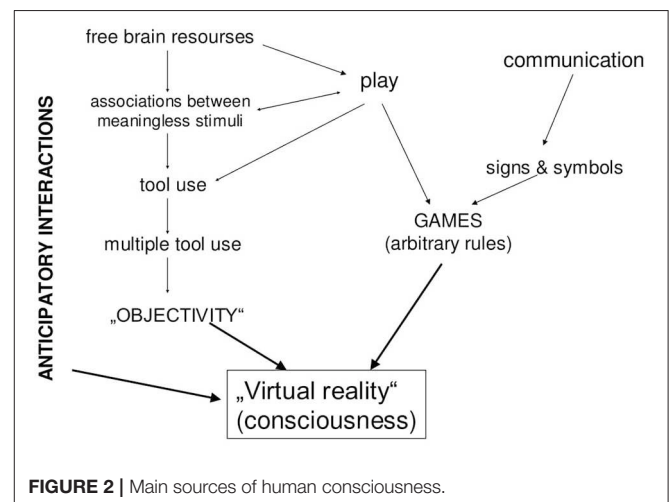 free brain resourses
communication
play
associations between
meaningless stimuli
signs & symbols
tool use
GAMES
(arbitrary rules)
multiple tool use
„OBJECTIVITY“
ANTICIPATORY INTERACTIONS
„Virtual reality“
(consciousness)
FIGURE 2 | Main sources of human consciousness.